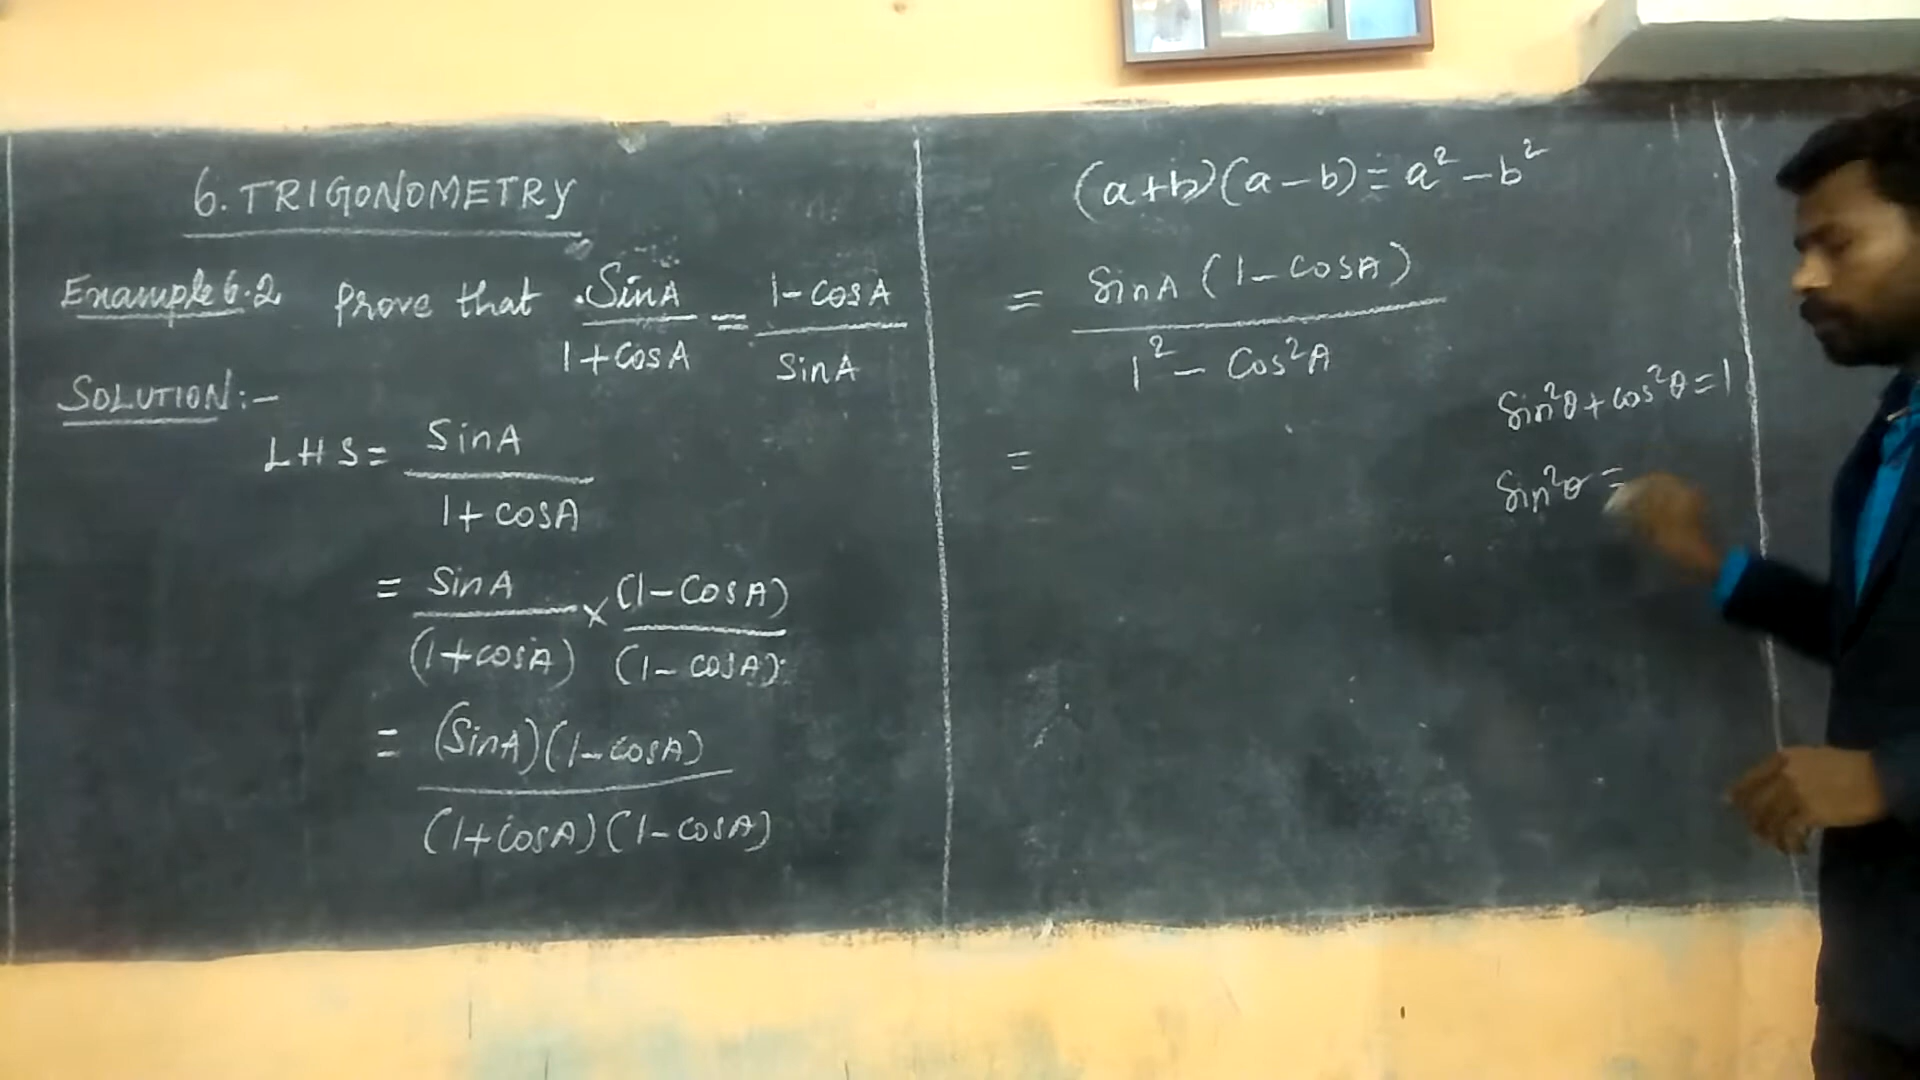 6. TRIGONOMETRY
Example 6.2 Prove that SinA / 1+CosA = 1-CosA / SinA
SOLUTION:-
LHS = SinA / 1+CosA
= SinA / (1+CosA) × (1-CosA) / (1-CosA)
= (SinA)(1-CosA) / (1+CosA)(1-CosA)
(a+b)(a-b) = a² - b²
= SinA (1-CosA) / 1² - Cos²A
Sin²θ + Cos²θ = 1
=
Sin²θ =